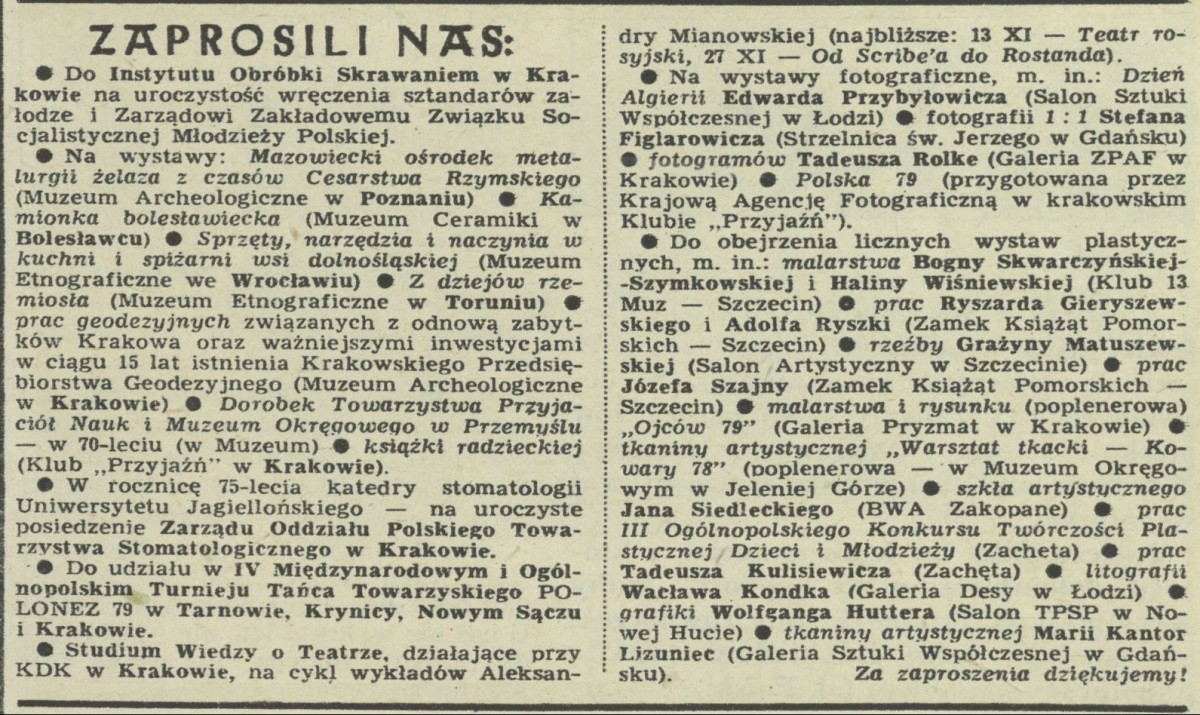 ZAPROSILI NAS:
● Do Instytutu Obróbki Skrawaniem w Kra-
kowie na uroczystość wręczenia sztandarów za-
łodze i Zarządowi Zakładowemu Związku So-
cjalistycznej Młodzieży Polskiej.
● Na wystawy: Mazowiecki ośrodek meta-
lurgii żelaza z czasów Cesarstwa Rzymskiego
(Muzeum Archeologiczne w Poznaniu) ● Ka-
mionka bolesławiecka (Muzeum Ceramiki w
Bolesławcu) ● Sprzęty, narzędzia i naczynia w
kuchni i spiżarni wsi dolnośląskiej (Muzeum
Etnograficzne we Wrocławiu) ● Z dziejów rze-
miosła (Muzeum Etnograficzne w Toruniu) ●
prac geodezyjnych związanych z odnową zabyt-
ków Krakowa oraz ważniejszymi inwestycjami
w ciągu 15 lat istnienia Krakowskiego Przedsię-
biorstwa Geodezyjnego (Muzeum Archeologiczne
w Krakowie) ● Dorobek Towarzystwa Przyja-
ciół Nauk i Muzeum Okręgowego w Przemyślu
— w 70-leciu (w Muzeum) ● książki radzieckiej
(Klub „Przyjaźń" w Krakowie).
● W rocznicę 75-lecia katedry stomatologii
Uniwersytetu Jagiellońskiego — na uroczyste
posiedzenie Zarządu Oddziału Polskiego Towa-
rzystwa Stomatologicznego w Krakowie.
● Do udziału w IV Międzynarodowym i Ogól-
nopolskim Turnieju Tańca Towarzyskiego PO-
LONEZ 79 w Tarnowie, Krynicy, Nowym Sączu
i Krakowie.
● Studium Wiedzy o Teatrze, działające przy
KDK w Krakowie, na cykl wykładów Aleksan-
dry Mianowskiej (najbliższe: 13 XI — Teatr ro-
syjski, 27 XI — Od Scribe'a do Rostanda).
● Na wystawy fotograficzne, m. in.: Dzień
Algierii Edwarda Przybyłowicza (Salon Sztuki
Współczesnej w Łodzi) ● fotografii 1 : 1 Stefana
Figlarowicza (Strzelnica św. Jerzego w Gdańsku)
● fotogramów Tadeusza Rolke (Galeria ZPAF w
Krakowie) ● Polska 79 (przygotowana przez
Krajową Agencję Fotograficzną w krakowskim
Klubie „Przyjaźń").
● Do obejrzenia licznych wystaw plastycz-
nych, m. in.: malarstwa Bogny Skwarczyńskiej-
-Szymkowskiej i Haliny Wiśniewskiej (Klub 13
Muz — Szczecin) ● prac Ryszarda Gieryszew-
skiego i Adolfa Ryszki (Zamek Książąt Pomor-
skich — Szczecin) ● rzeźby Grażyny Matuszew-
skiej (Salon Artystyczny w Szczecinie) ● prac
Józefa Szajny (Zamek Książąt Pomorskich —
Szczecin) ● malarstwa i rysunku (poplenerowa)
„Ojców 79" (Galeria Pryzmat w Krakowie) ●
tkaniny artystycznej „Warsztat tkacki — Ko-
wary 78" (poplenerowa — w Muzeum Okręgo-
wym w Jeleniej Górze) ● szkła artystycznego
Jana Siedleckiego (BWA Zakopane) ● prac
III Ogólnopolskiego Konkursu Twórczości Pla-
stycznej Dzieci i Młodzieży (Zacheta) ● prac
Tadeusza Kulisiewicza (Zachęta) ● litografii
Wacława Kondka (Galeria Desy w Łodzi) ●
grafiki Wolfganga Huttera (Salon TPSP w No-
wej Hucie) ● tkaniny artystycznej Marii Kantor
Lizuniec (Galeria Sztuki Współczesnej w Gdań-
sku). Za zaproszenia dziękujemy!